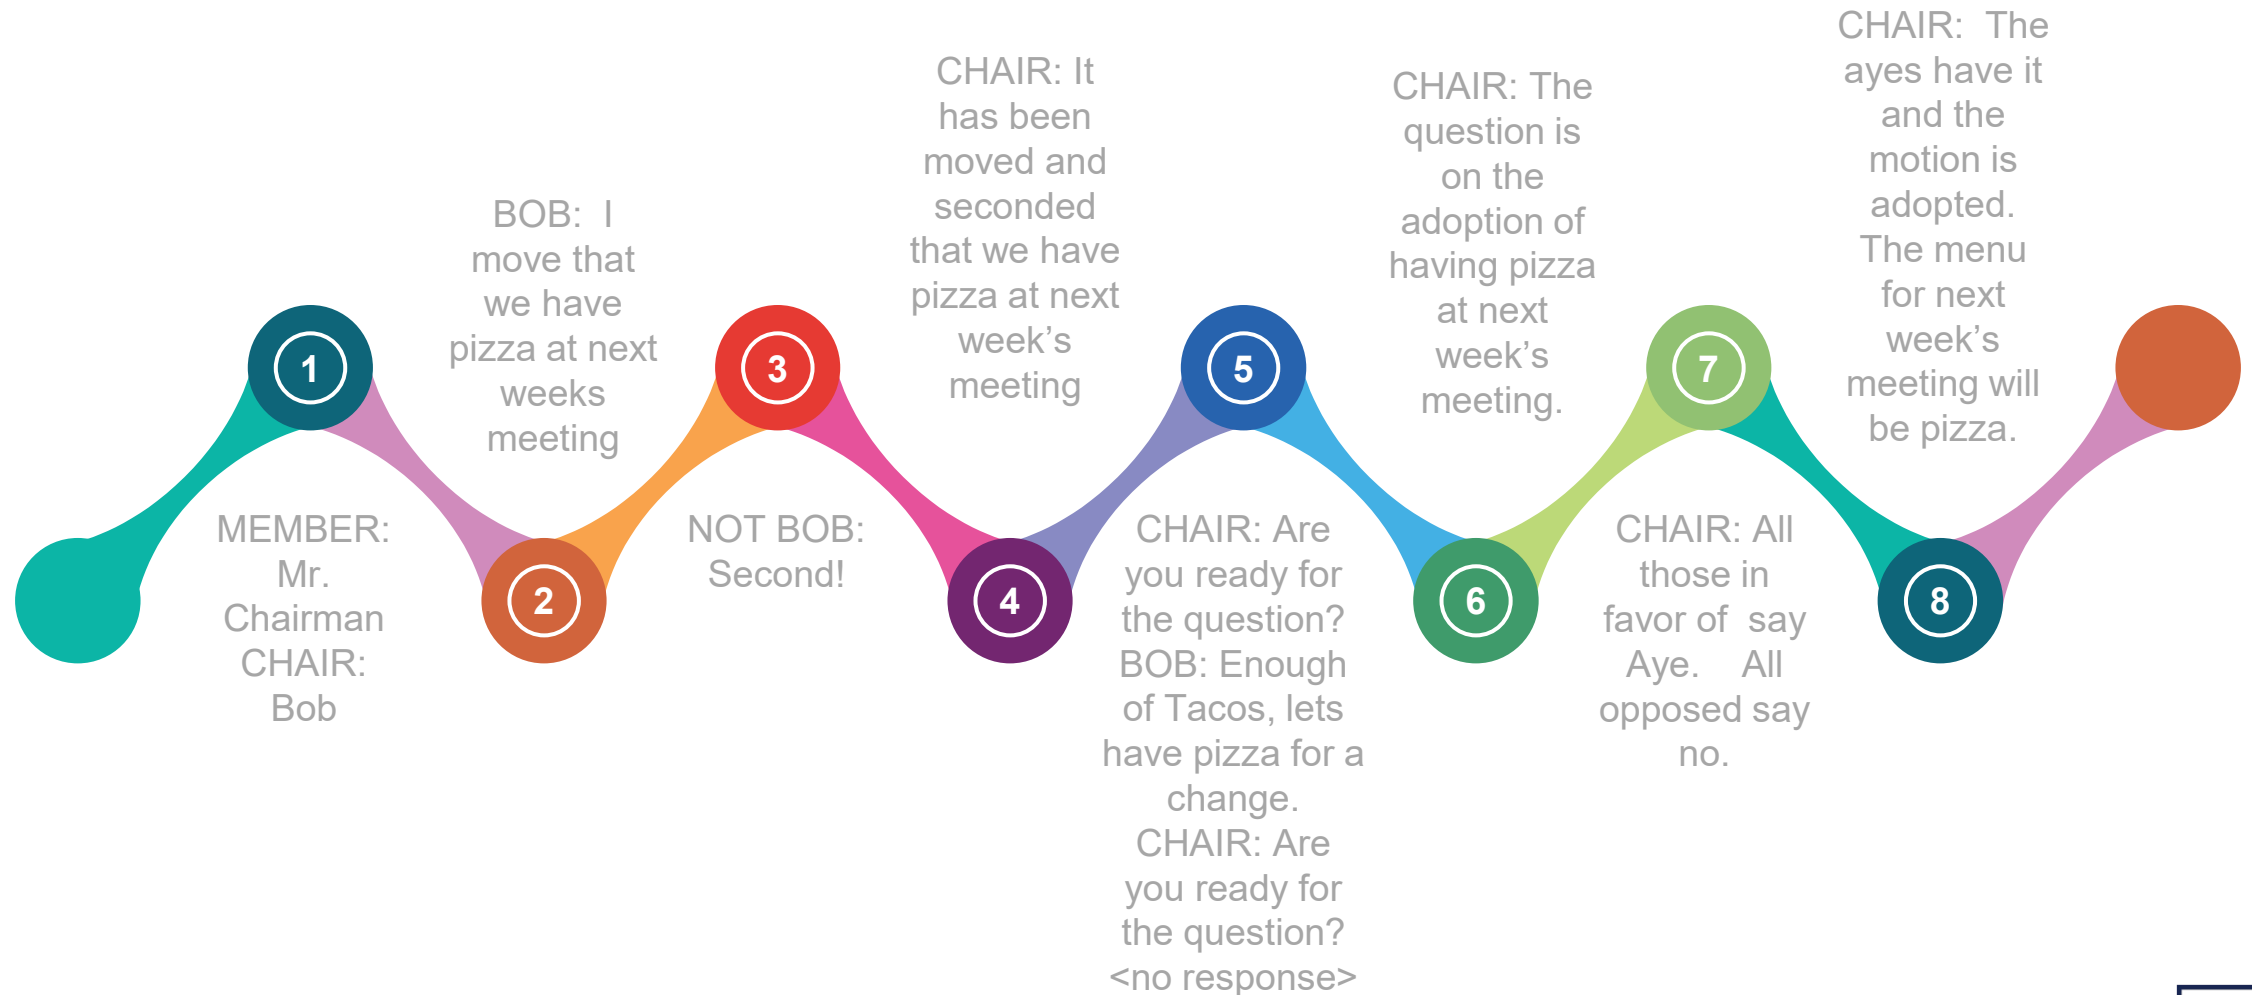 1
MEMBER:
Mr.
Chairman
CHAIR:
Bob
BOB:  I
move that
we have
pizza at next
weeks
meeting
2
3
NOT BOB:
Second!
CHAIR: It
has been
moved and
seconded
that we have
pizza at next
week’s
meeting
4
5
CHAIR: Are
you ready for
the question?
BOB: Enough
of Tacos, lets
have pizza for a
change.
CHAIR: Are
you ready for
the question?
<no response>
CHAIR: The
question is
on the
adoption of
having pizza
at next
week’s
meeting.
6
7
CHAIR: All
those in
favor of  say
Aye.    All
opposed say
no.
CHAIR:  The
ayes have it
and the
motion is
adopted.
The menu
for next
week’s
meeting will
be pizza.
8